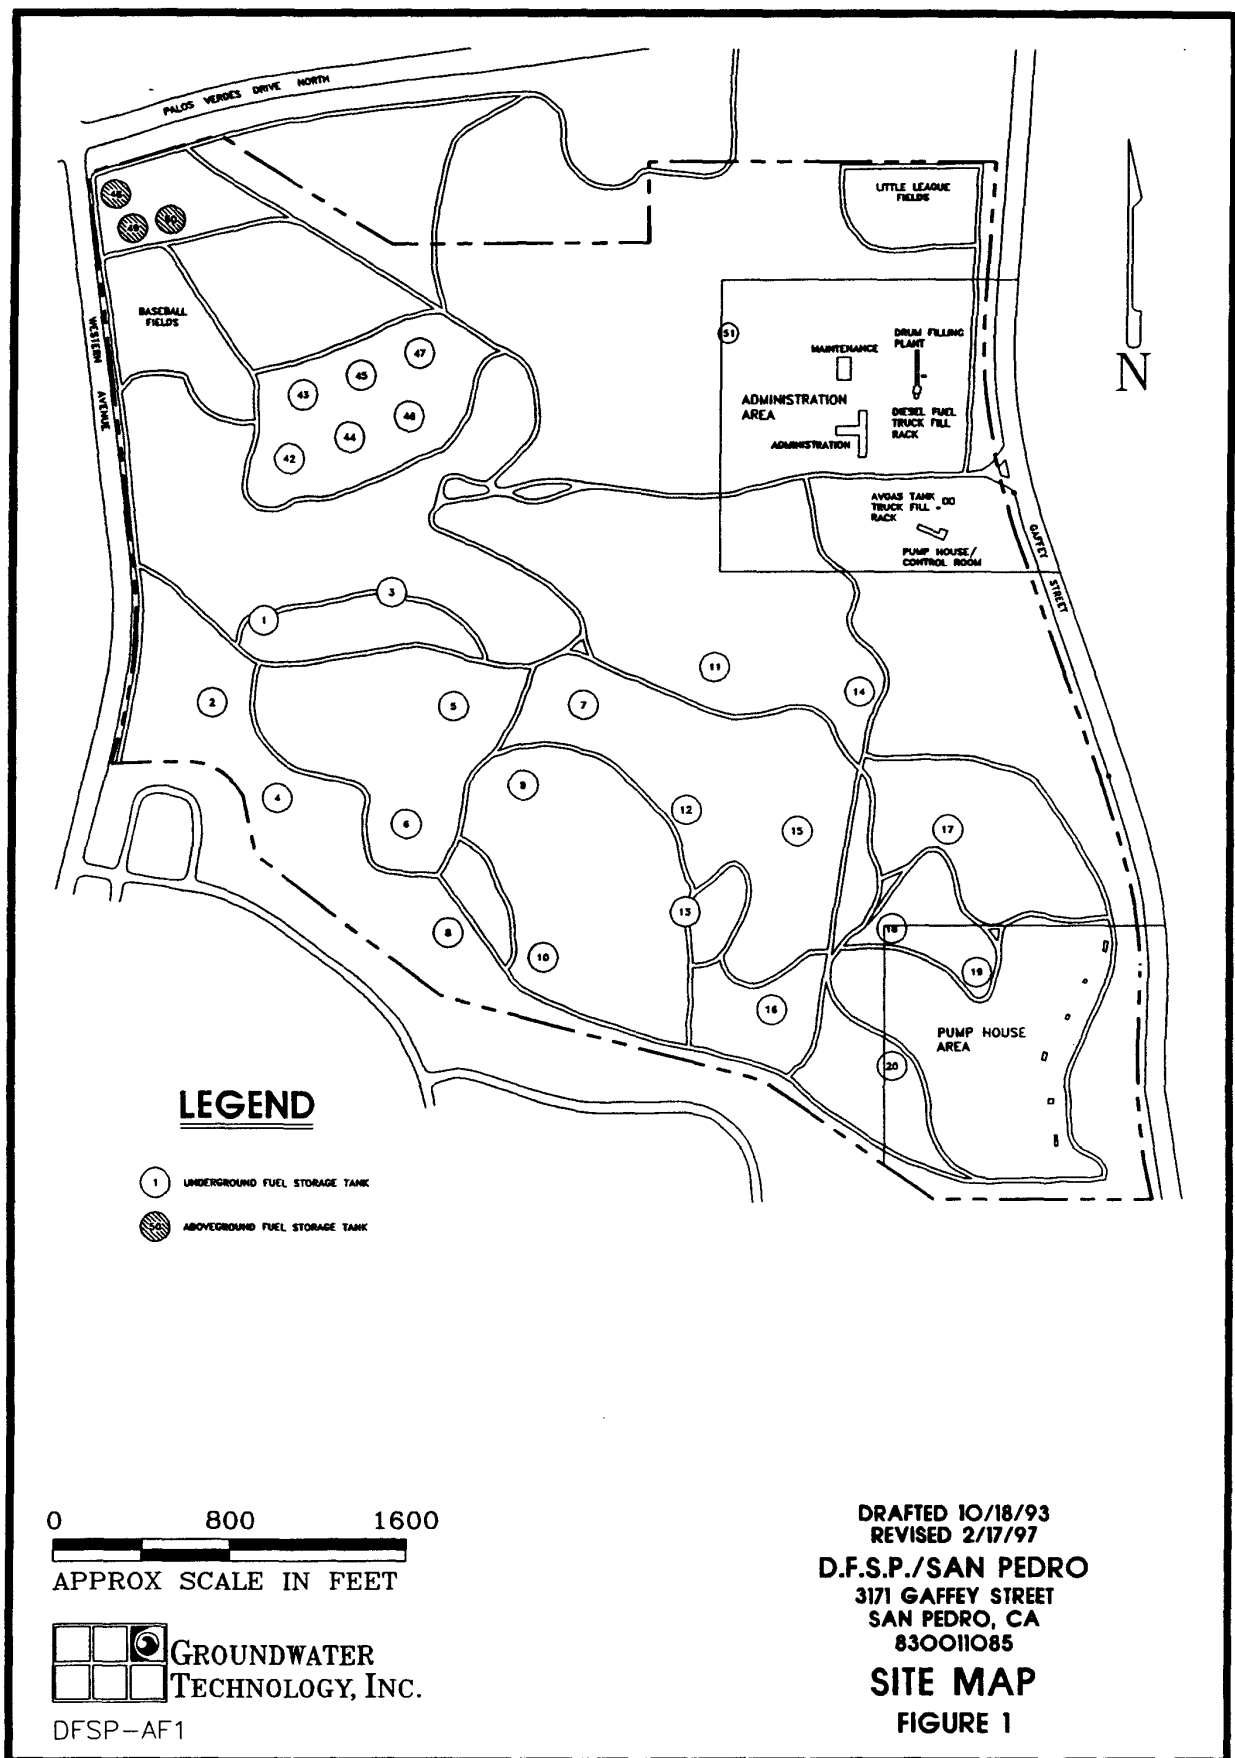 PALOS VERDES DRIVE NORTH
48
49
50
LITTLE LEAGUE
FIELDS
BASEBALL
FIELDS
WESTERN AVENUE
51
MAINTENANCE
DRUM FILLING
PLANT
N
47
45
43
46
44
42
ADMINISTRATION
AREA
DIESEL FUEL
TRUCK FILL
RACK
ADMINISTRATION
AVGAS TANK
TRUCK FILL
RACK
PUMP HOUSE/
CONTROL ROOM
GAFFEY STREET
3
1
11
14
2
5
7
9
4
12
6
15
17
13
8
18
10
19
16
PUMP HOUSE
AREA
20
LEGEND
1 UNDERGROUND FUEL STORAGE TANK
50 ABOVEGROUND FUEL STORAGE TANK
0 800 1600
APPROX SCALE IN FEET
GROUNDWATER
TECHNOLOGY, INC.
DFSP-AF1
DRAFTED 10/18/93
REVISED 2/17/97
D.F.S.P./SAN PEDRO
3171 GAFFEY STREET
SAN PEDRO, CA
830011085
SITE MAP
FIGURE 1